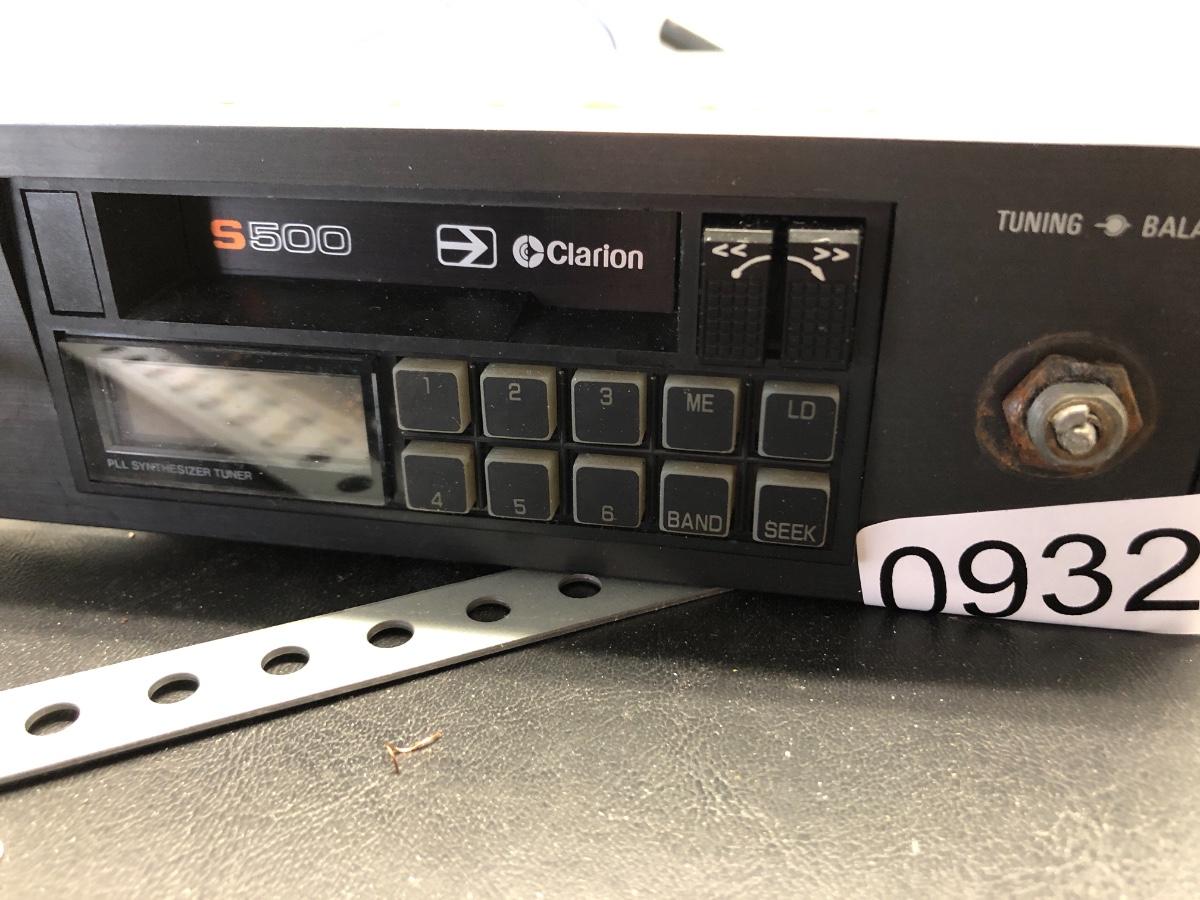 S500
Clarion
<< >>
TUNING BALA
PLL SYNTHESIZER TUNER
1 2 3 ME LD
4 5 6 BAND SEEK
0932